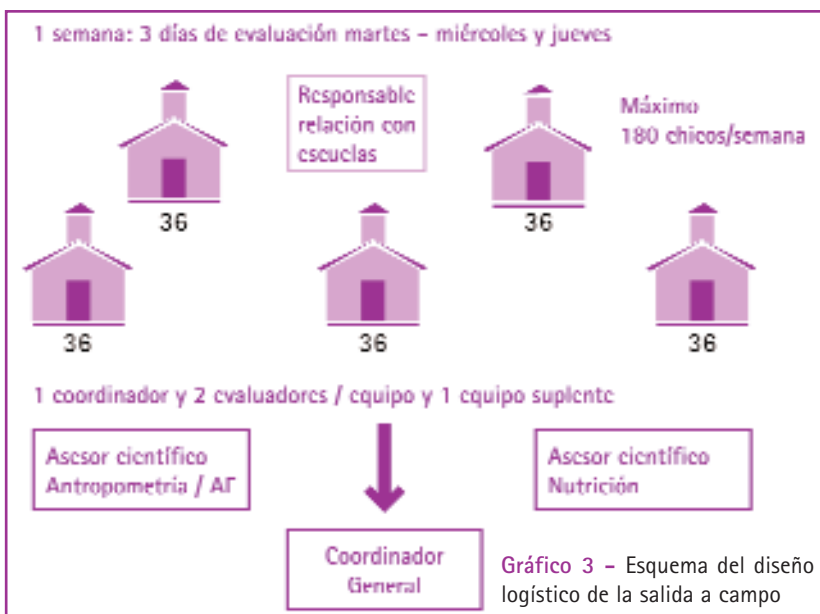 1 semana: 3 días de evaluación martes – miércoles y jueves
Responsable
relación con
escuelas
Máximo
180 chicos/semana
36
36
36
36
36
1 coordinador y 2 evaluadores / equipo y 1 equipo suplente
Asesor científico
Antropometría / AF
Asesor científico
Nutrición
Coordinador
General
Gráfico 3 – Esquema del diseño
logístico de la salida a campo